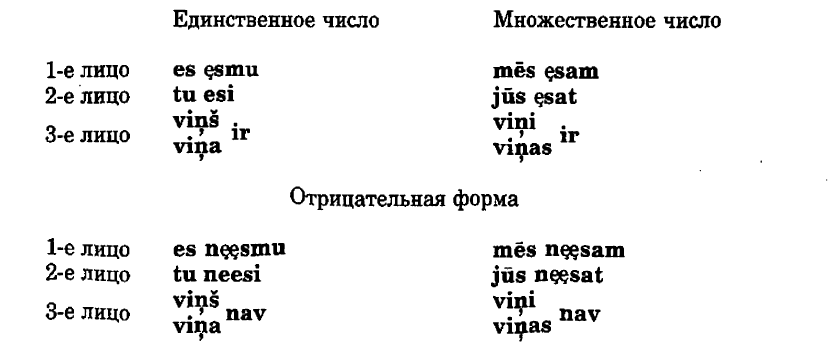 Единственное число Множественное число
1-е лицо es ęsmu mēs ęsam
2-е лицо tu esi jūs ęsat
3-е лицо viņš viņa ir viņi viņas ir
Отрицательная форма
1-е лицо es nęęsmu mēs nęęsam
2-е лицо tu neesi jūs nęęsat
3-е лицо viņš viņa nav viņi viņas nav